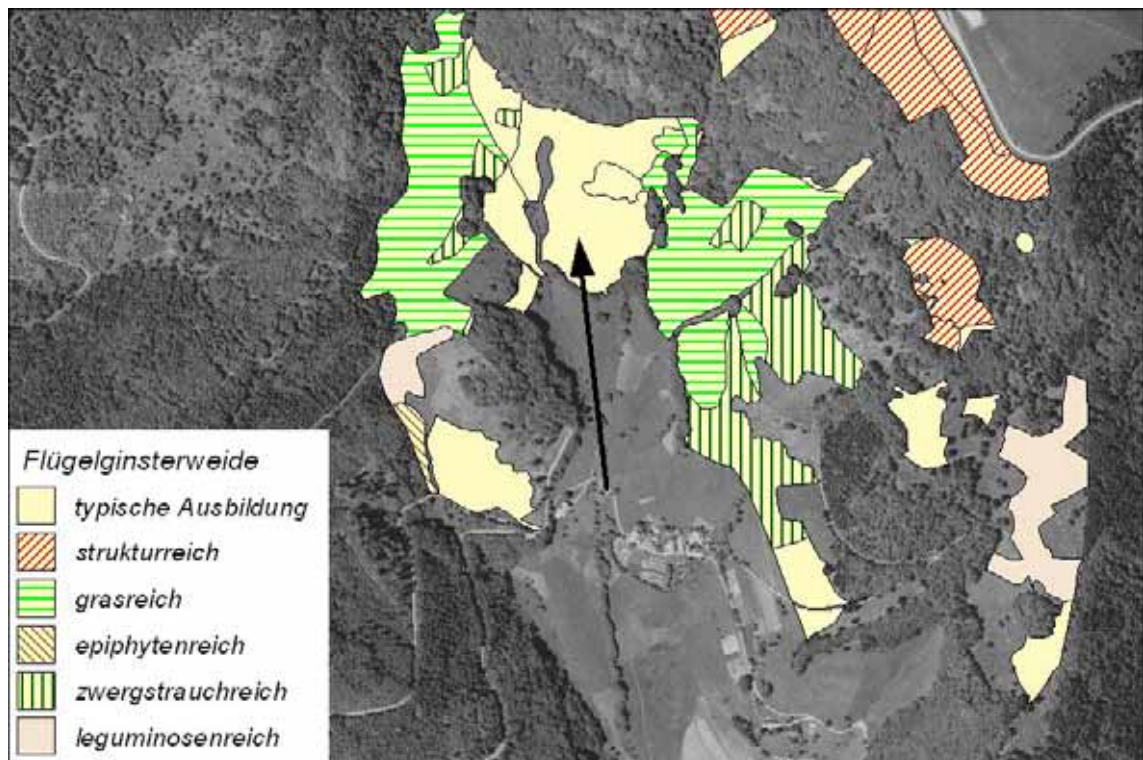 Flügelginsterweide
typische Ausbildung
strukturreich
grasreich
epiphytenreich
zwergstrauchreich
leguminosenreich